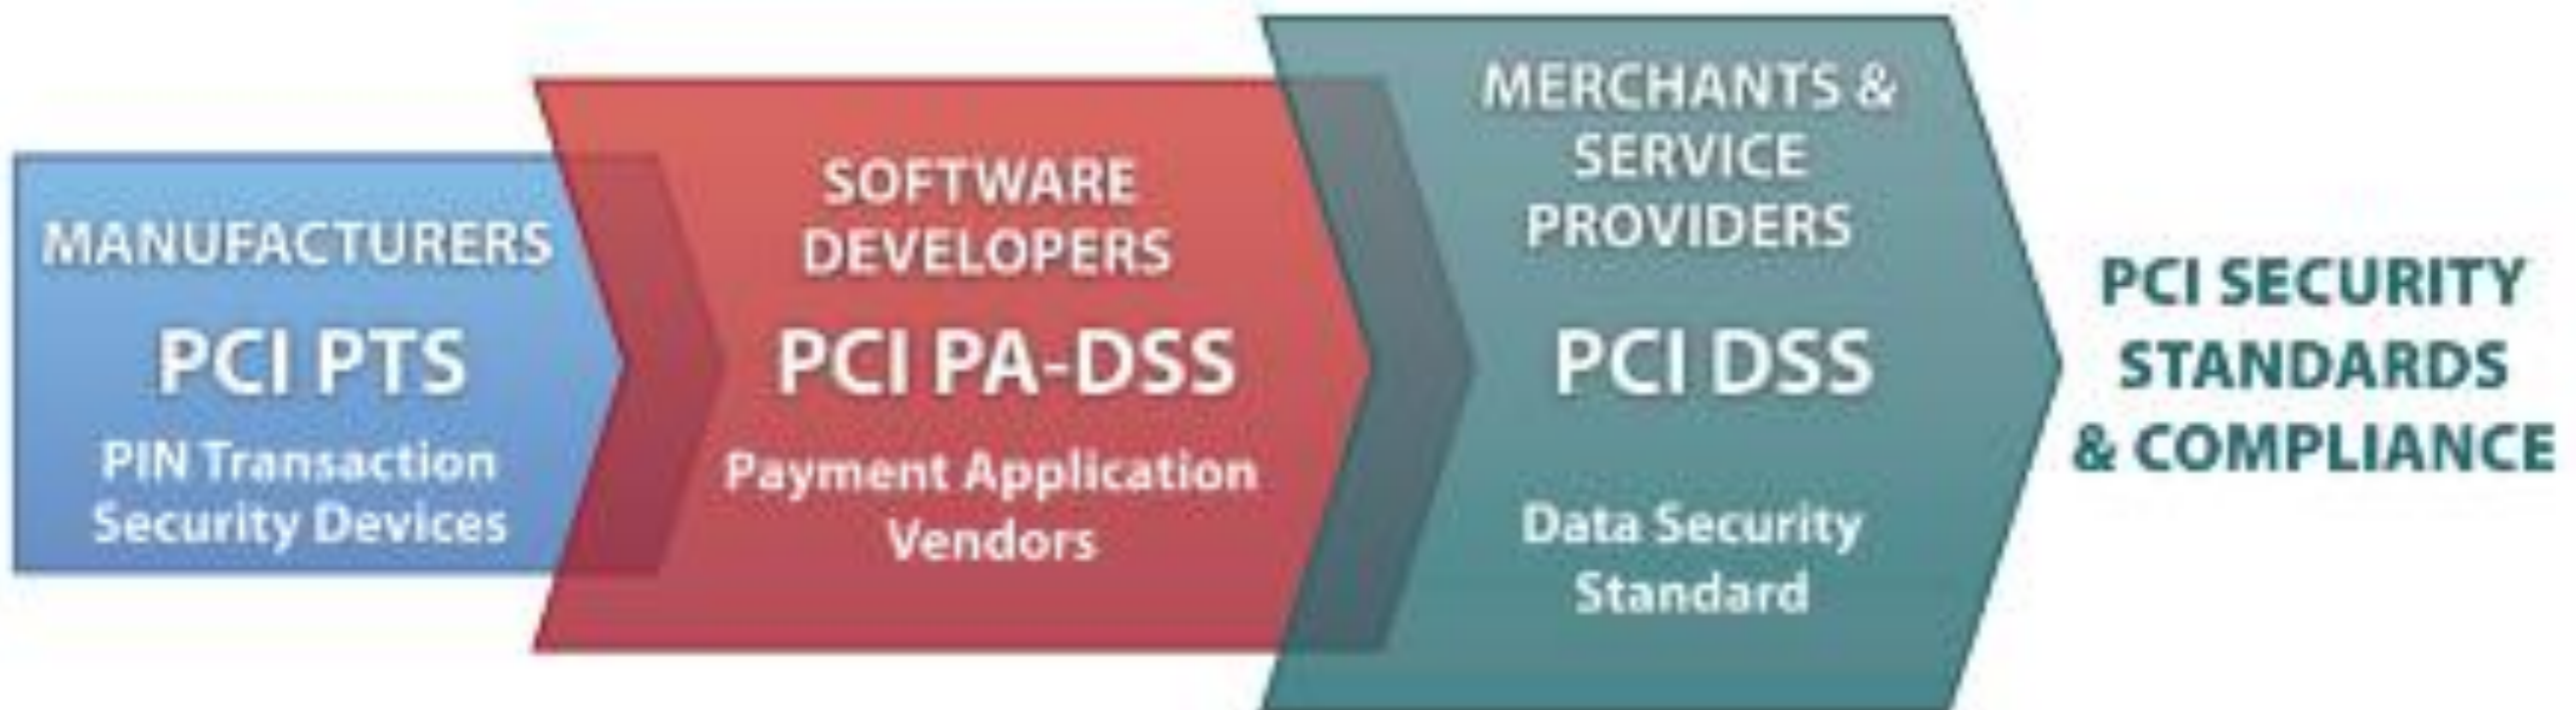 MANUFACTURERS
PCI PTS
PIN Transaction
Security Devices
SOFTWARE
DEVELOPERS
PCI PA-DSS
Payment Application
Vendors
MERCHANTS &
SERVICE
PROVIDERS
PCI DSS
Data Security
Standard
PCI SECURITY
STANDARDS
& COMPLIANCE